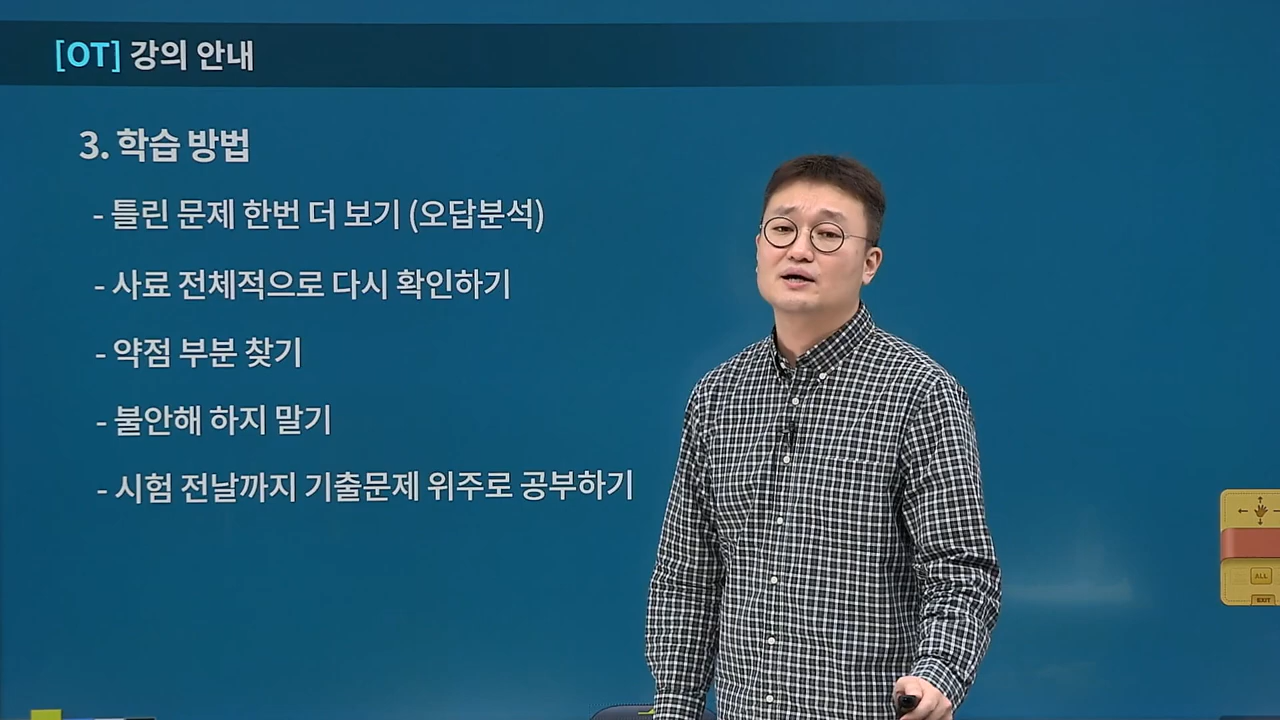 [OT] 강의 안내
3. 학습 방법
- 틀린 문제 한번 더 보기 (오답분석)
- 사료 전체적으로 다시 확인하기
- 약점 부분 찾기
- 불안해 하지 말기
- 시험 전날까지 기출문제 위주로 공부하기
ALL
EXIT